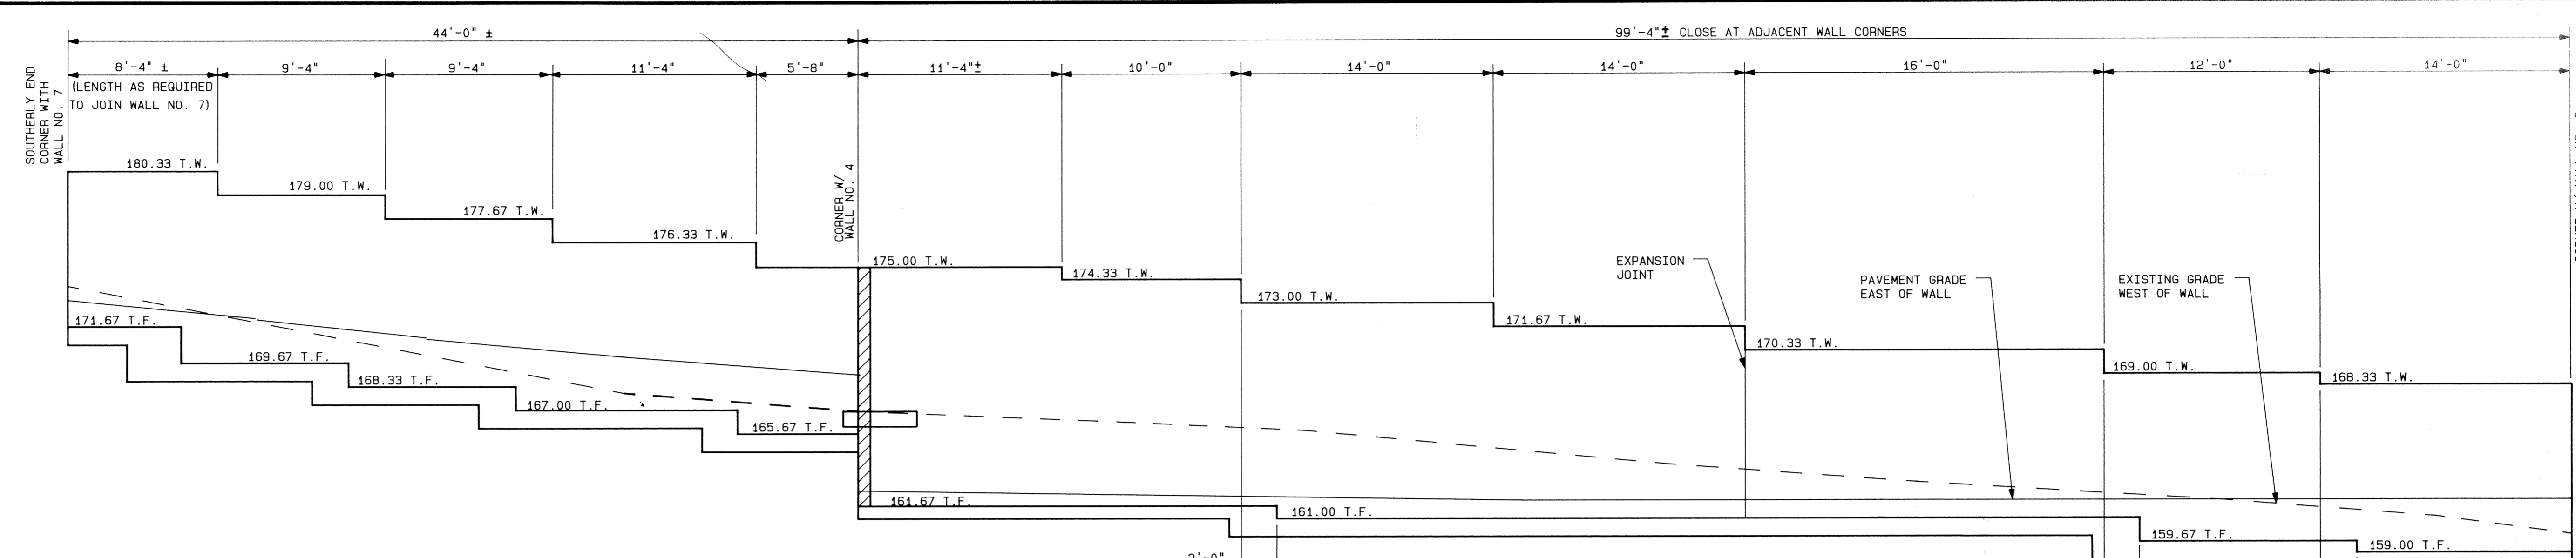 44'-0" ±
99'-4"± CLOSE AT ADJACENT WALL CORNERS
8'-4" ±
9'-4"
9'-4"
11'-4"
5'-8"
11'-4"±
10'-0"
14'-0"
14'-0"
16'-0"
12'-0"
14'-0"
(LENGTH AS REQUIRED
TO JOIN WALL NO. 7)
SOUTHERLY END
CORNER WITH
WALL NO. 7
180.33 T.W.
179.00 T.W.
177.67 T.W.
176.33 T.W.
CORNER W/
WALL NO. 4
175.00 T.W.
174.33 T.W.
173.00 T.W.
171.67 T.W.
170.33 T.W.
169.00 T.W.
168.33 T.W.
EXPANSION
JOINT
PAVEMENT GRADE
EAST OF WALL
EXISTING GRADE
WEST OF WALL
171.67 T.F.
169.67 T.F.
168.33 T.F.
167.00 T.F.
165.67 T.F.
161.67 T.F.
161.00 T.F.
159.67 T.F.
159.00 T.F.
2'-0"